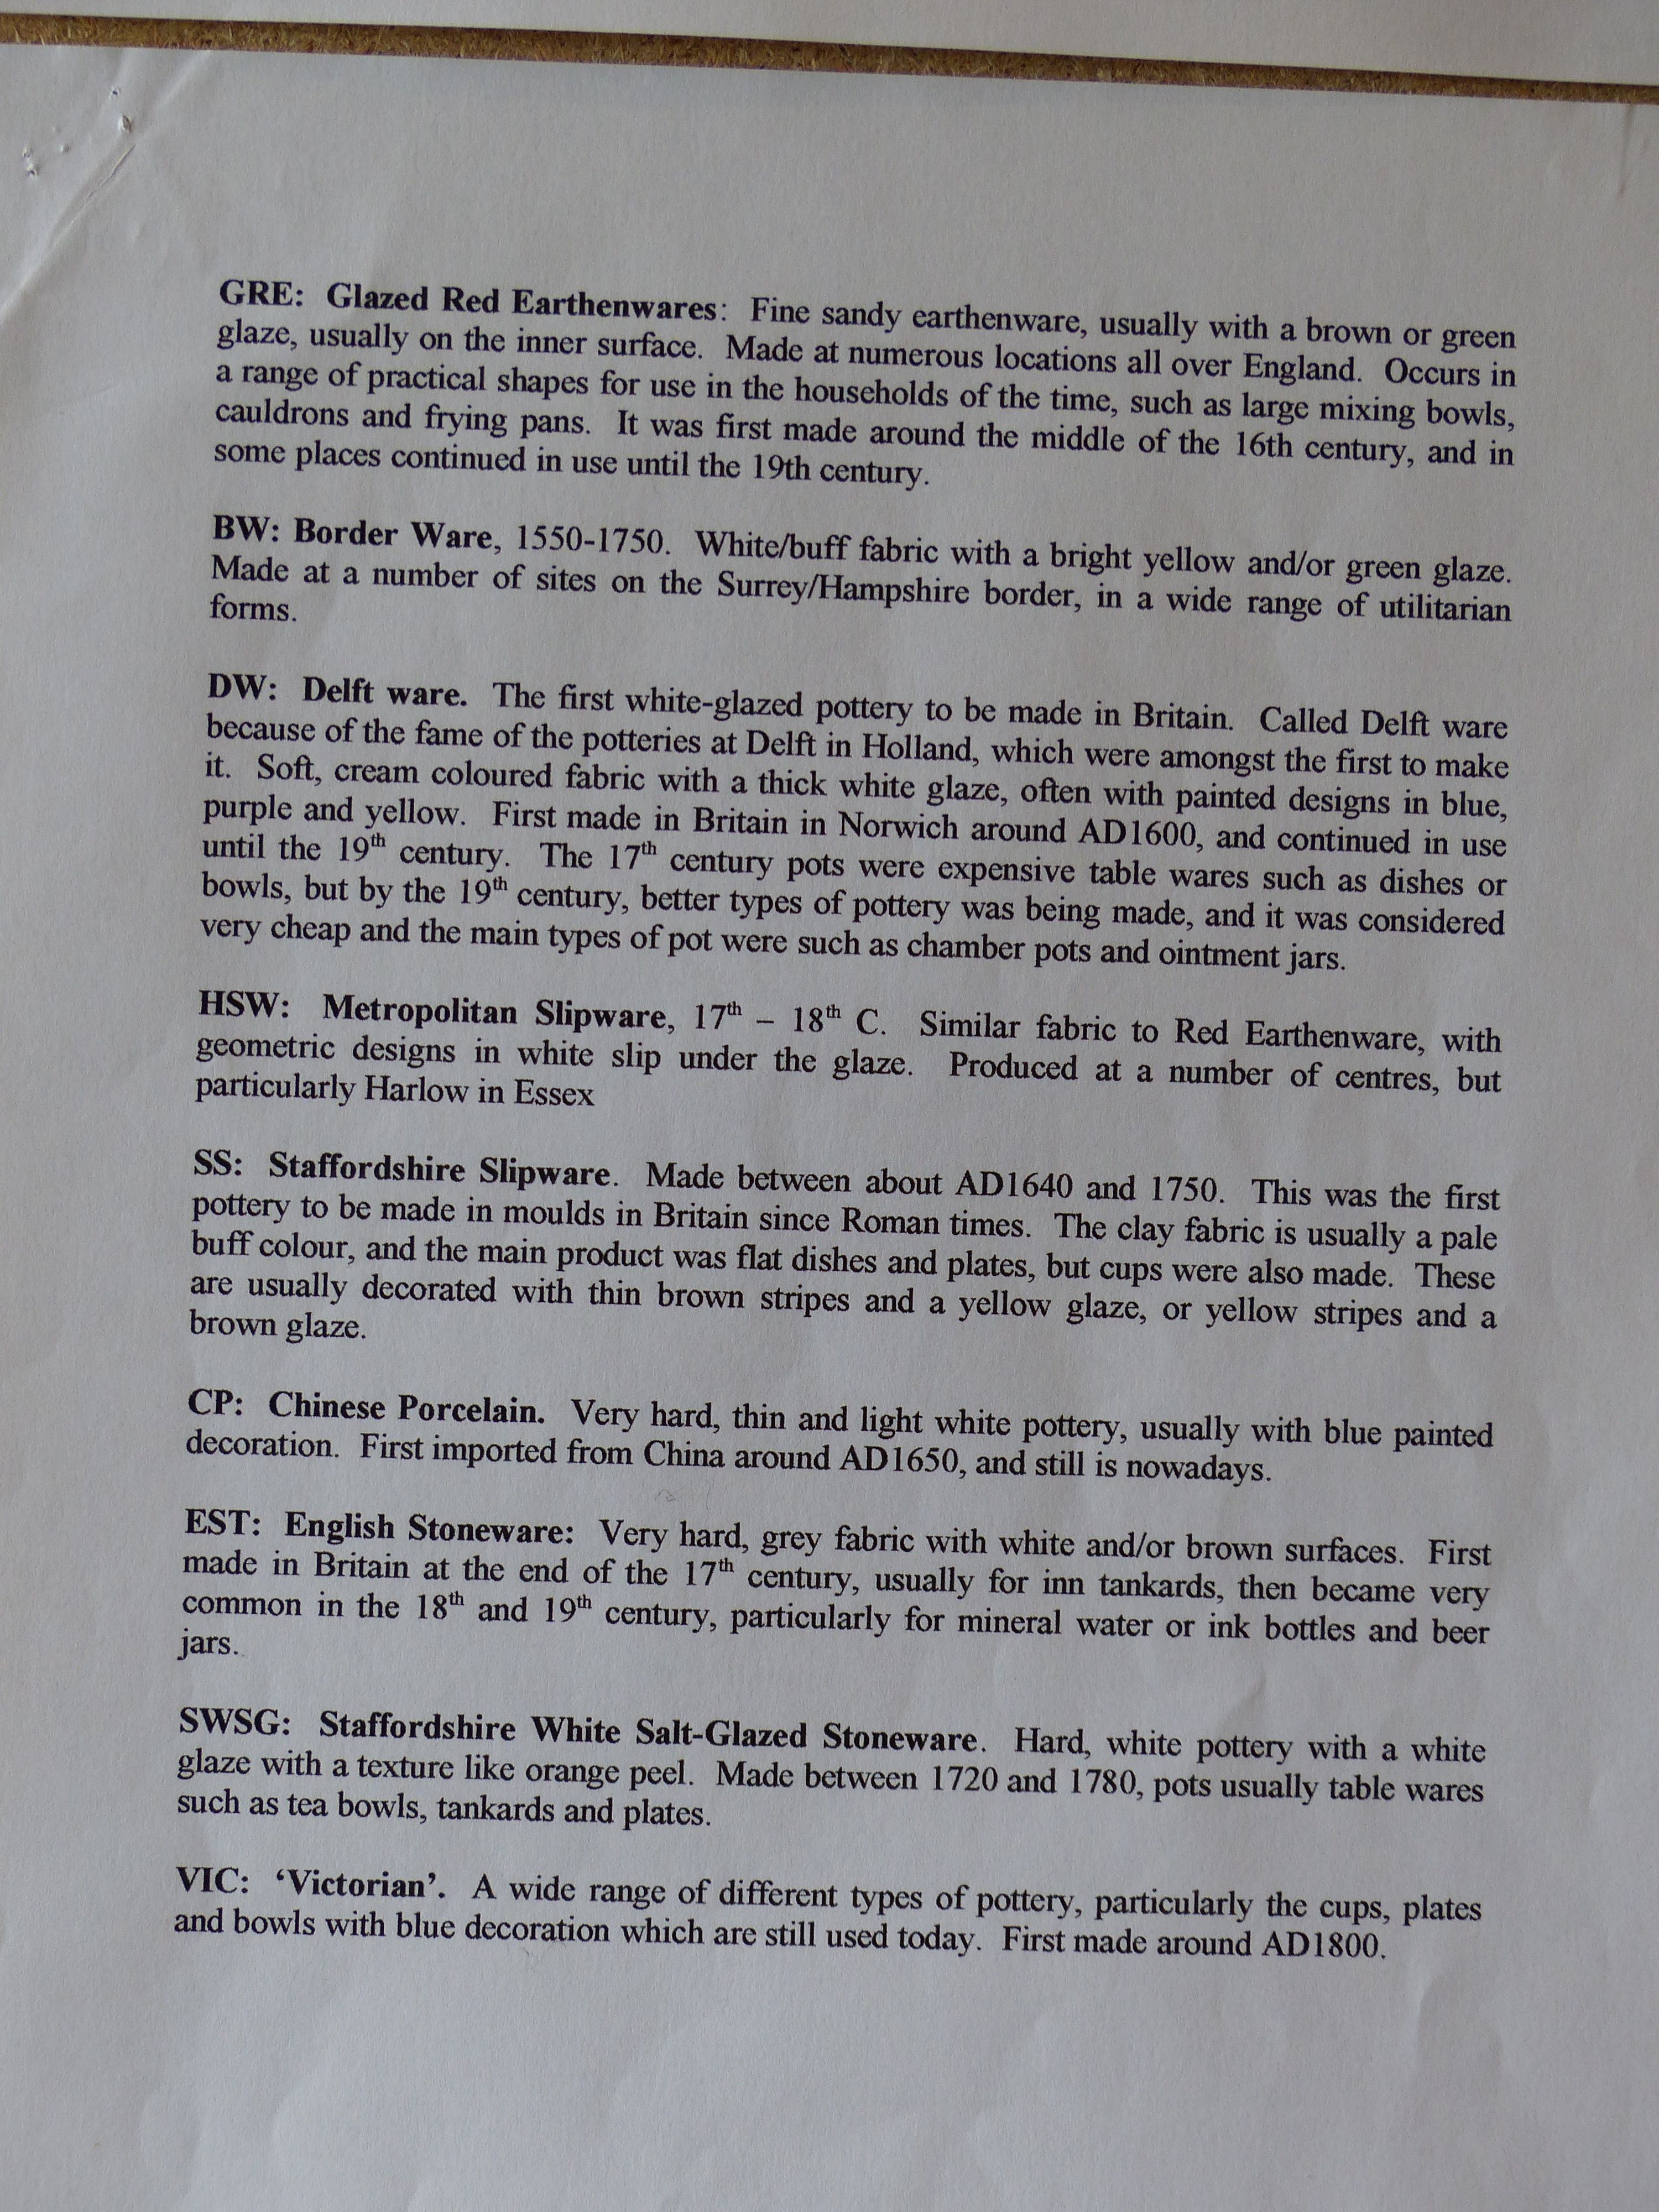 GRE: Glazed Red Earthenwares: Fine sandy earthenware, usually with a brown or green
glaze, usually on the inner surface. Made at numerous locations all over England. Occurs in
a range of practical shapes for use in the households of the time, such as large mixing bowls,
cauldrons and frying pans. It was first made around the middle of the 16th century, and in
some places continued in use until the 19th century.
BW: Border Ware, 1550-1750. White/buff fabric with a bright yellow and/or green glaze.
Made at a number of sites on the Surrey/Hampshire border, in a wide range of utilitarian
forms.
DW: Delft ware. The first white-glazed pottery to be made in Britain. Called Delft ware
because of the fame of the potteries at Delft in Holland, which were amongst the first to make
it. Soft, cream coloured fabric with a thick white glaze, often with painted designs in blue,
purple and yellow. First made in Britain in Norwich around AD1600, and continued in use
until the 19th century. The 17th century pots were expensive table wares such as dishes or
bowls, but by the 19th century, better types of pottery was being made, and it was considered
very cheap and the main types of pot were such as chamber pots and ointment jars.
HSW: Metropolitan Slipware, 17th – 18th C. Similar fabric to Red Earthenware, with
geometric designs in white slip under the glaze. Produced at a number of centres, but
particularly Harlow in Essex
SS: Staffordshire Slipware. Made between about AD1640 and 1750. This was the first
pottery to be made in moulds in Britain since Roman times. The clay fabric is usually a pale
buff colour, and the main product was flat dishes and plates, but cups were also made. These
are usually decorated with thin brown stripes and a yellow glaze, or yellow stripes and a
brown glaze.
CP: Chinese Porcelain. Very hard, thin and light white pottery, usually with blue painted
decoration. First imported from China around AD1650, and still is nowadays.
EST: English Stoneware: Very hard, grey fabric with white and/or brown surfaces. First
made in Britain at the end of the 17th century, usually for inn tankards, then became very
common in the 18th and 19th century, particularly for mineral water or ink bottles and beer
jars.
SWSG: Staffordshire White Salt-Glazed Stoneware. Hard, white pottery with a white
glaze with a texture like orange peel. Made between 1720 and 1780, pots usually table wares
such as tea bowls, tankards and plates.
VIC: ‘Victorian’. A wide range of different types of pottery, particularly the cups, plates
and bowls with blue decoration which are still used today. First made around AD1800.